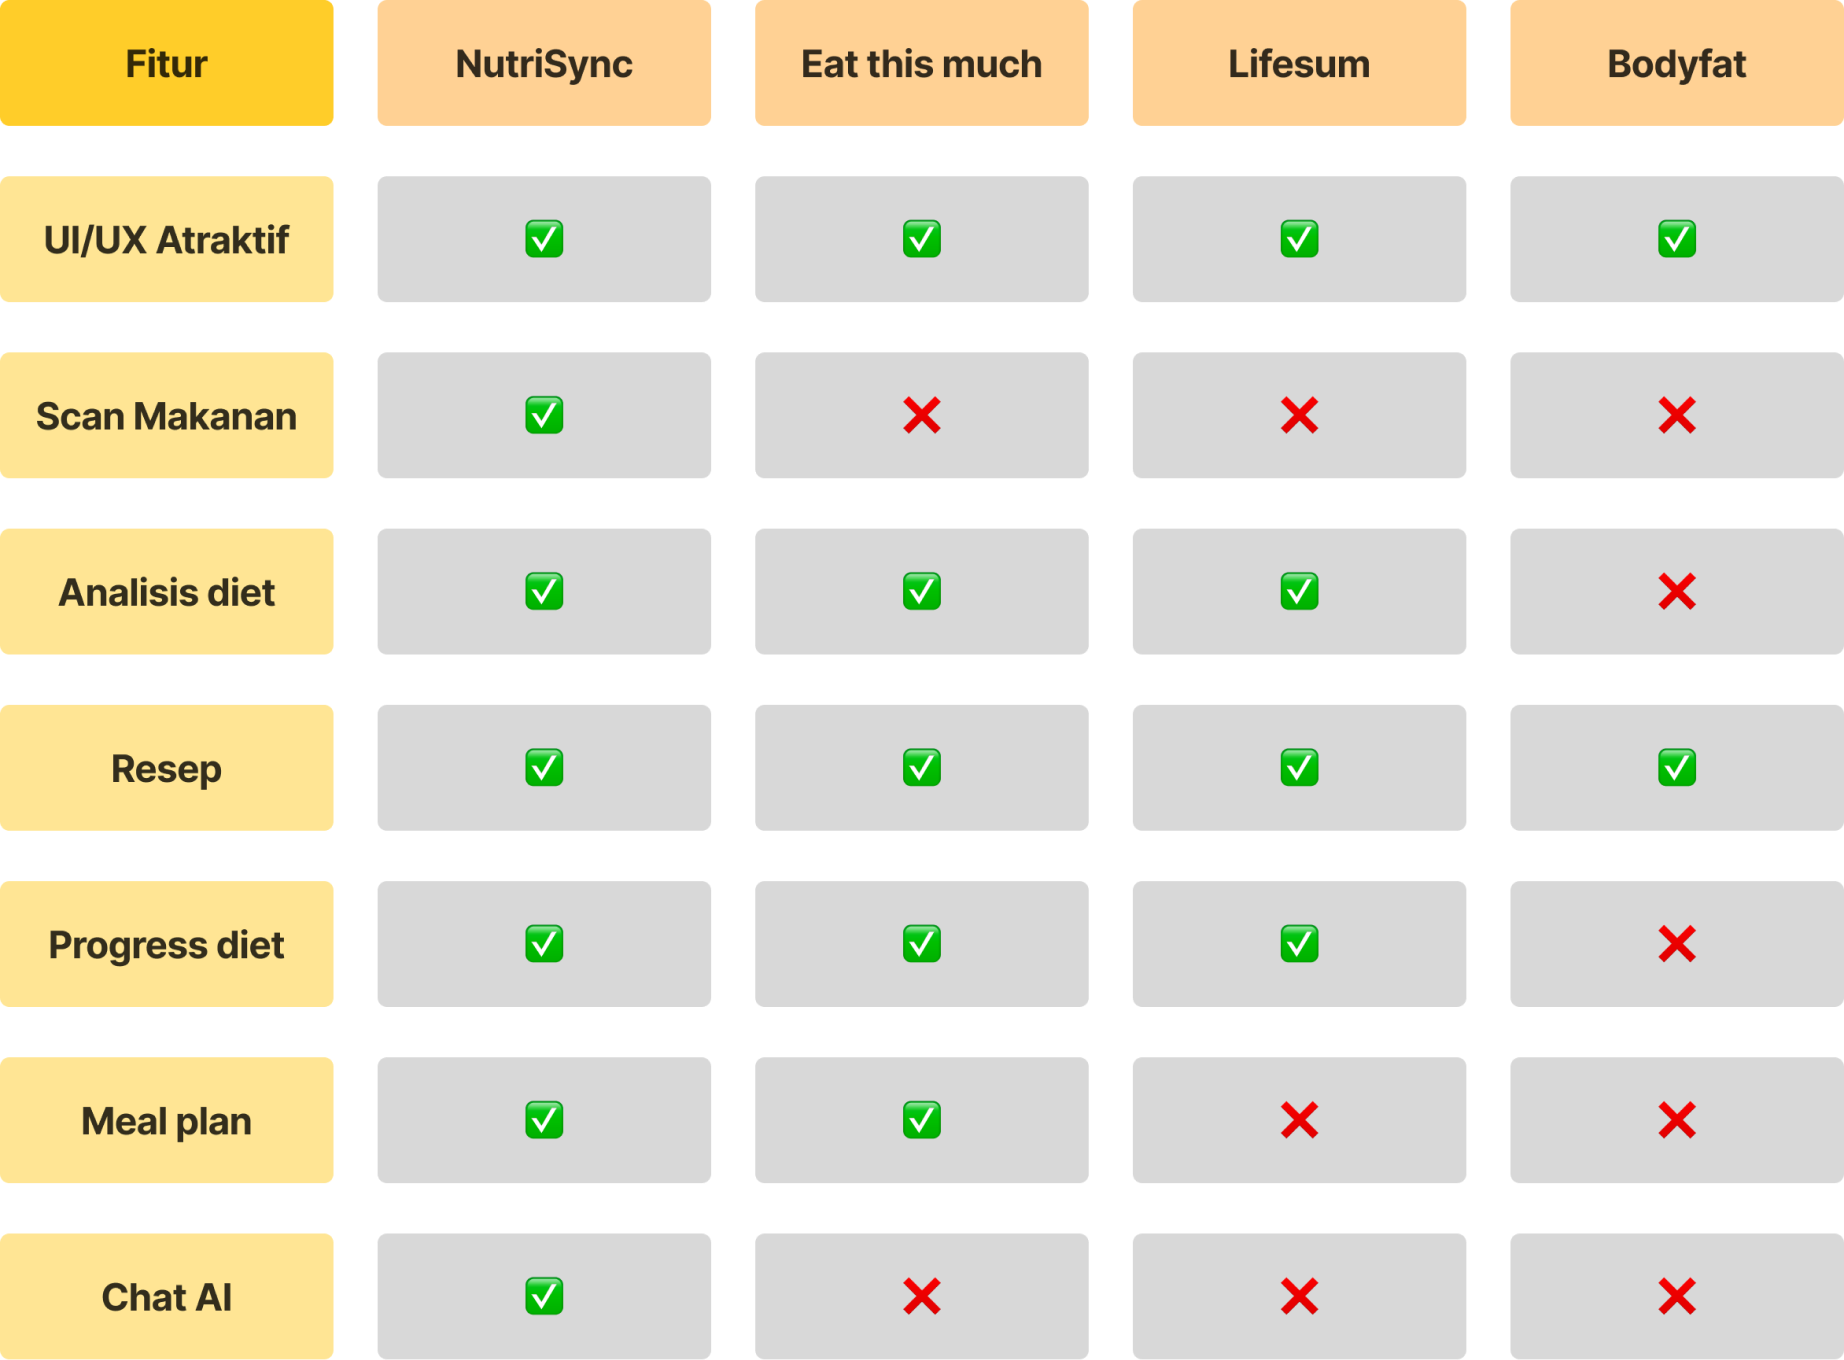 Fitur NutriSync Eat this much Lifesum Bodyfat
UI/UX Atraktif ✅ ✅ ✅ ✅
Scan Makanan ✅ ❌ ❌ ❌
Analisis diet ✅ ✅ ✅ ❌
Resep ✅ ✅ ✅ ✅
Progress diet ✅ ✅ ✅ ❌
Meal plan ✅ ✅ ❌ ❌
Chat AI ✅ ❌ ❌ ❌